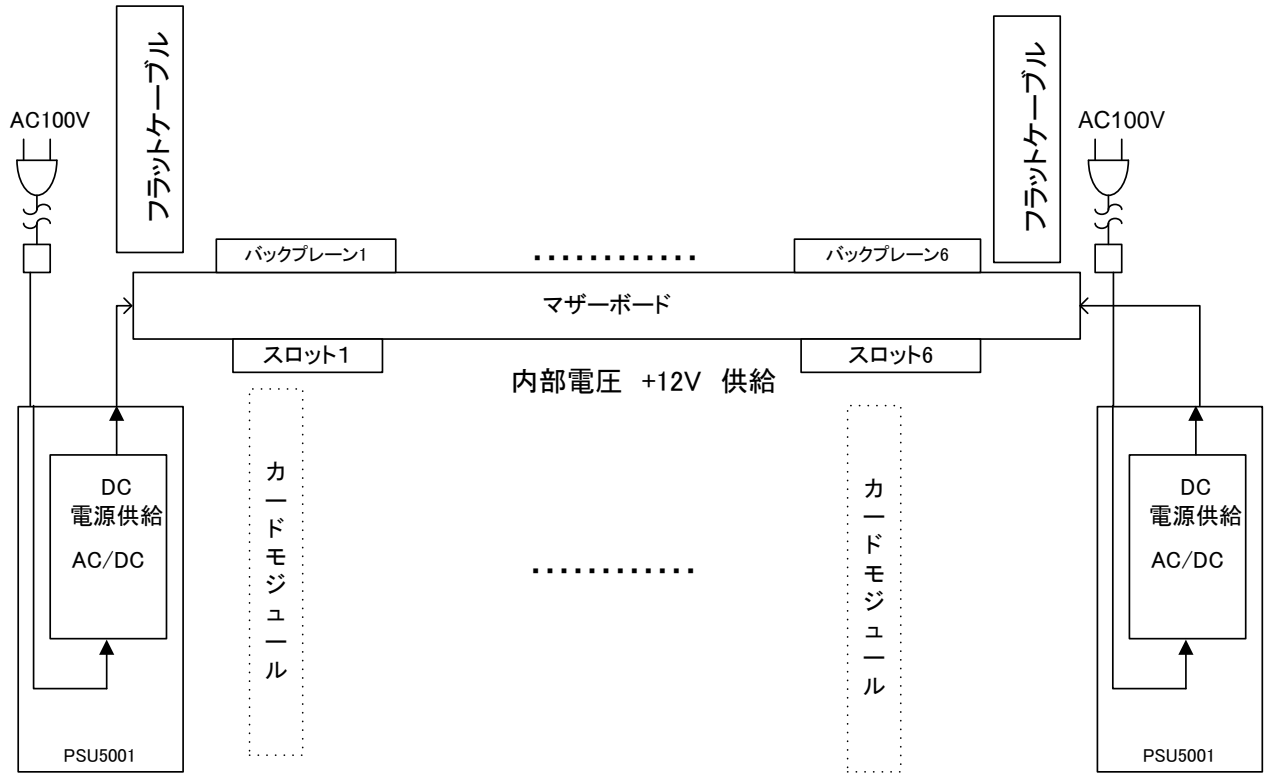 フラットケーブル
フラットケーブル
AC100V
AC100V
バックプレーン1
............
バックプレーン6
マザーボード
スロット1
スロット6
内部電圧 +12V 供給
DC
電源供給
AC/DC
カードモジュール
............
カードモジュール
DC
電源供給
AC/DC
PSU5001
PSU5001